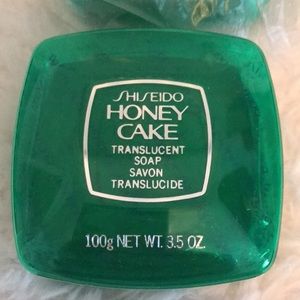 SHISEIDO
HONEY
CAKE
TRANSLUCENT
SOAP
SAVON
TRANSLUCIDE
100g NET WT. 3.5 OZ.